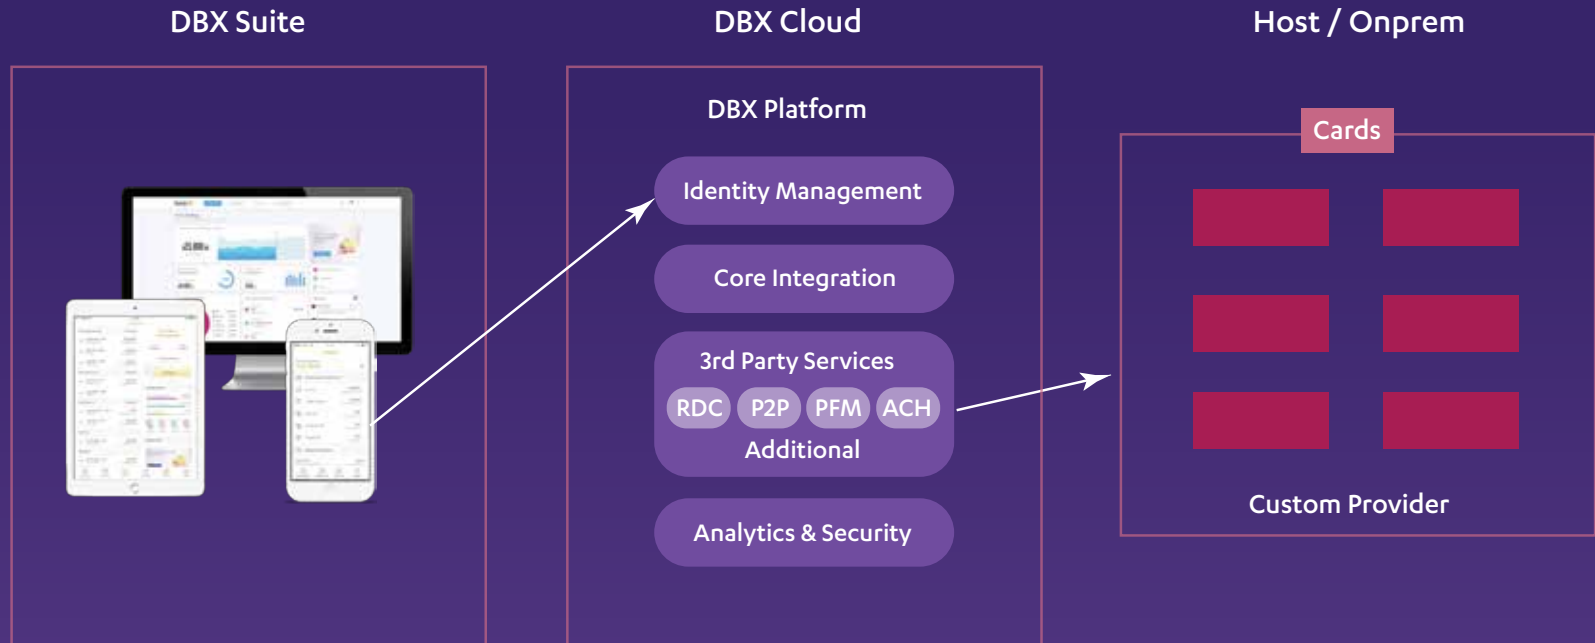 DBX Suite
DBX Cloud
Host / Onprem
DBX Platform
Identity Management
Core Integration
3rd Party Services
RDC P2P PFM ACH
Additional
Analytics & Security
Cards
Custom Provider